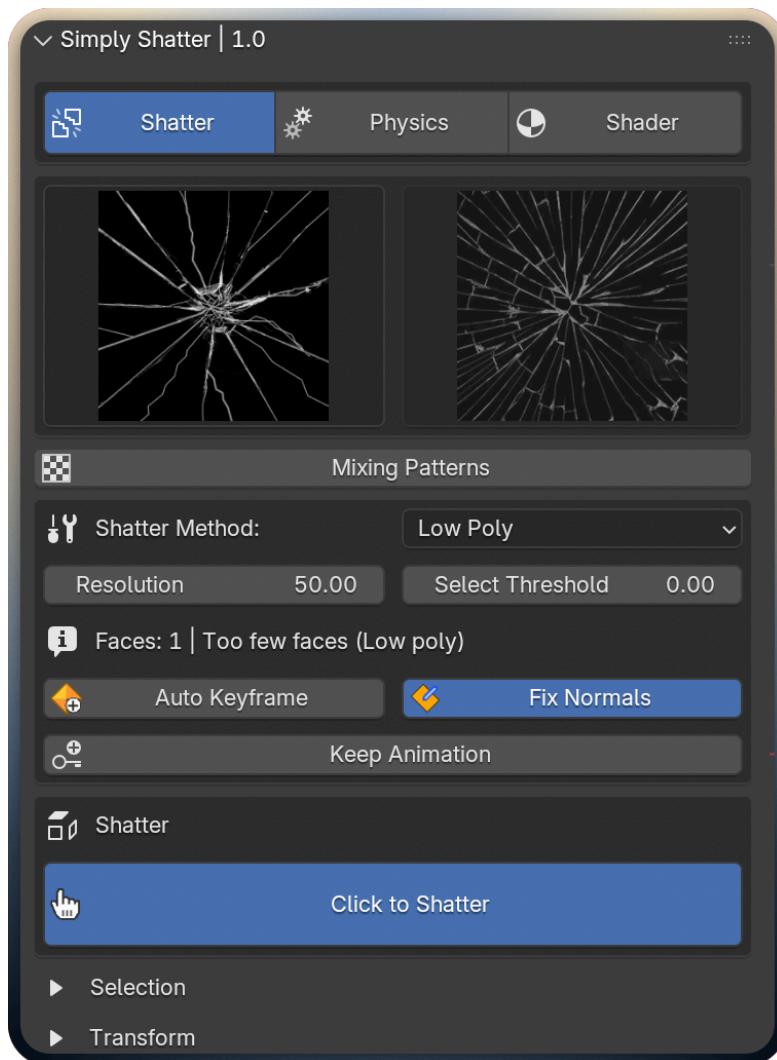 Simply Shatter | 1.0
Shatter Physics Shader
Mixing Patterns
Shatter Method: Low Poly
Resolution 50.00 Select Threshold 0.00
Faces: 1 | Too few faces (Low poly)
Auto Keyframe Fix Normals
Keep Animation
Shatter
Click to Shatter
Selection
Transform